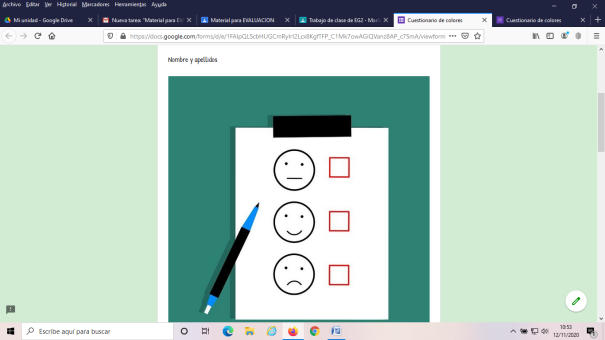 Archivo Editar Ver Historial Marcadores Herramientas Ayuda
Mi unidad - Google Drive
Nueva tarea: "Material para EV
Material para EVALUACION
Trabajo de clase de EG2 - Mar
Cuestionario de colores
Cuestionario de colores
Nombre y apellidos
Escribe aquí para buscar
10:53
12/11/2020